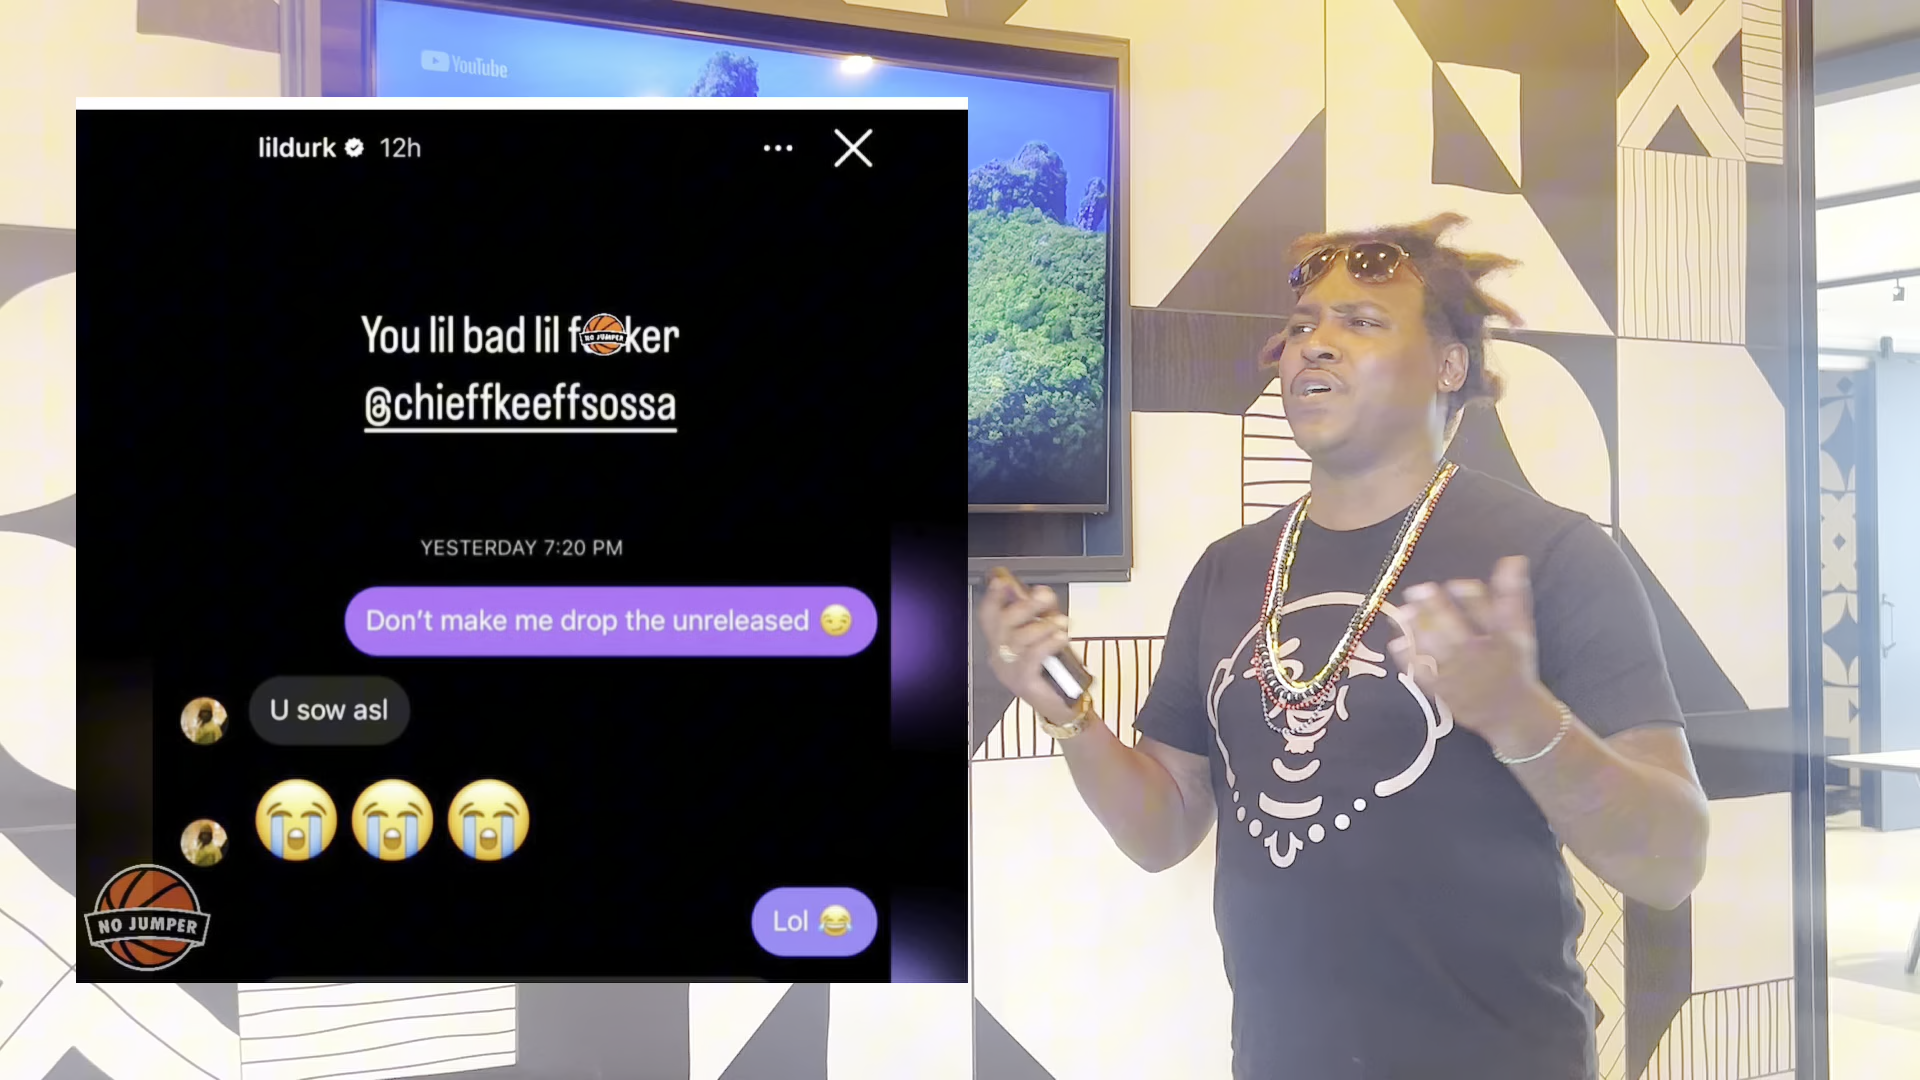 YouTube
lildurk 12h
You lil bad lil f ker
@chieffkeeffsossa
NO JUMPER
YESTERDAY 7:20 PM
Don't make me drop the unreleased 😏
U sow asl
😭😭😭
Lol 😂
NO JUMPER